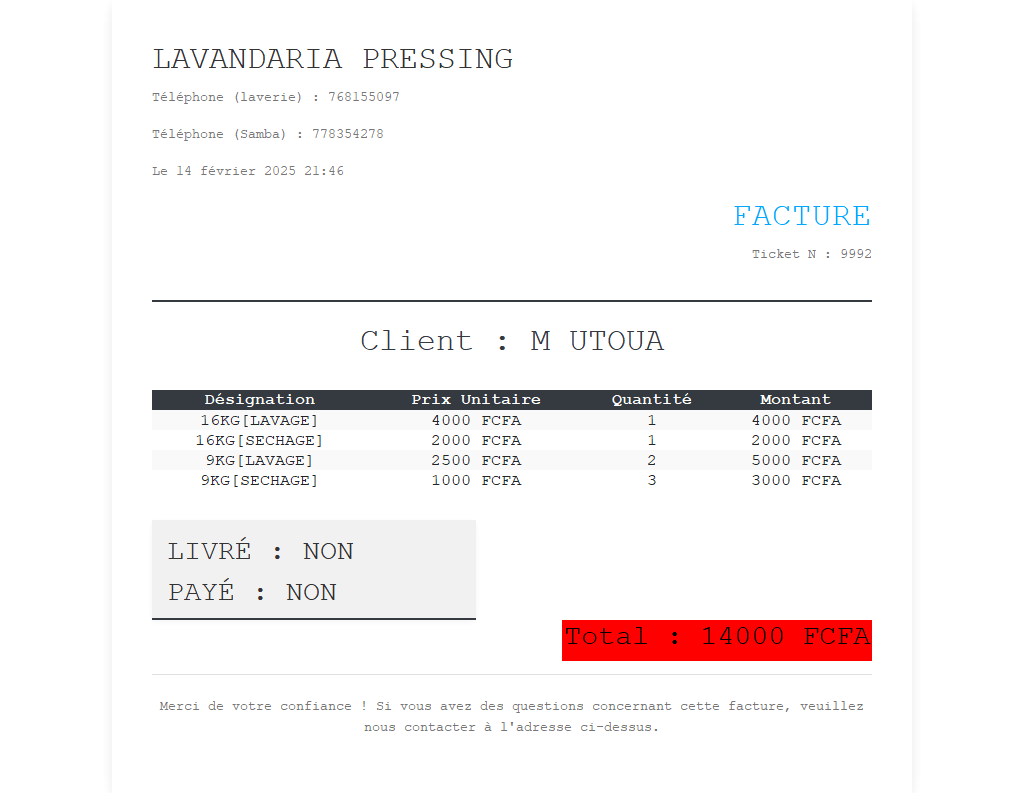 LAVANDARIA PRESSING
Téléphone (laverie) : 768155097
Téléphone (Samba) : 778354278
Le 14 février 2025 21:46
FACTURE
Ticket N : 9992
Client : M UTOUA
Désignation Prix Unitaire Quantité Montant
16KG[LAVAGE] 4000 FCFA 1 4000 FCFA
16KG[SECHAGE] 2000 FCFA 1 2000 FCFA
9KG[LAVAGE] 2500 FCFA 2 5000 FCFA
9KG[SECHAGE] 1000 FCFA 3 3000 FCFA
LIVRÉ : NON
PAYÉ : NON
Total : 14000 FCFA
Merci de votre confiance ! Si vous avez des questions concernant cette facture, veuillez
nous contacter à l'adresse ci-dessus.